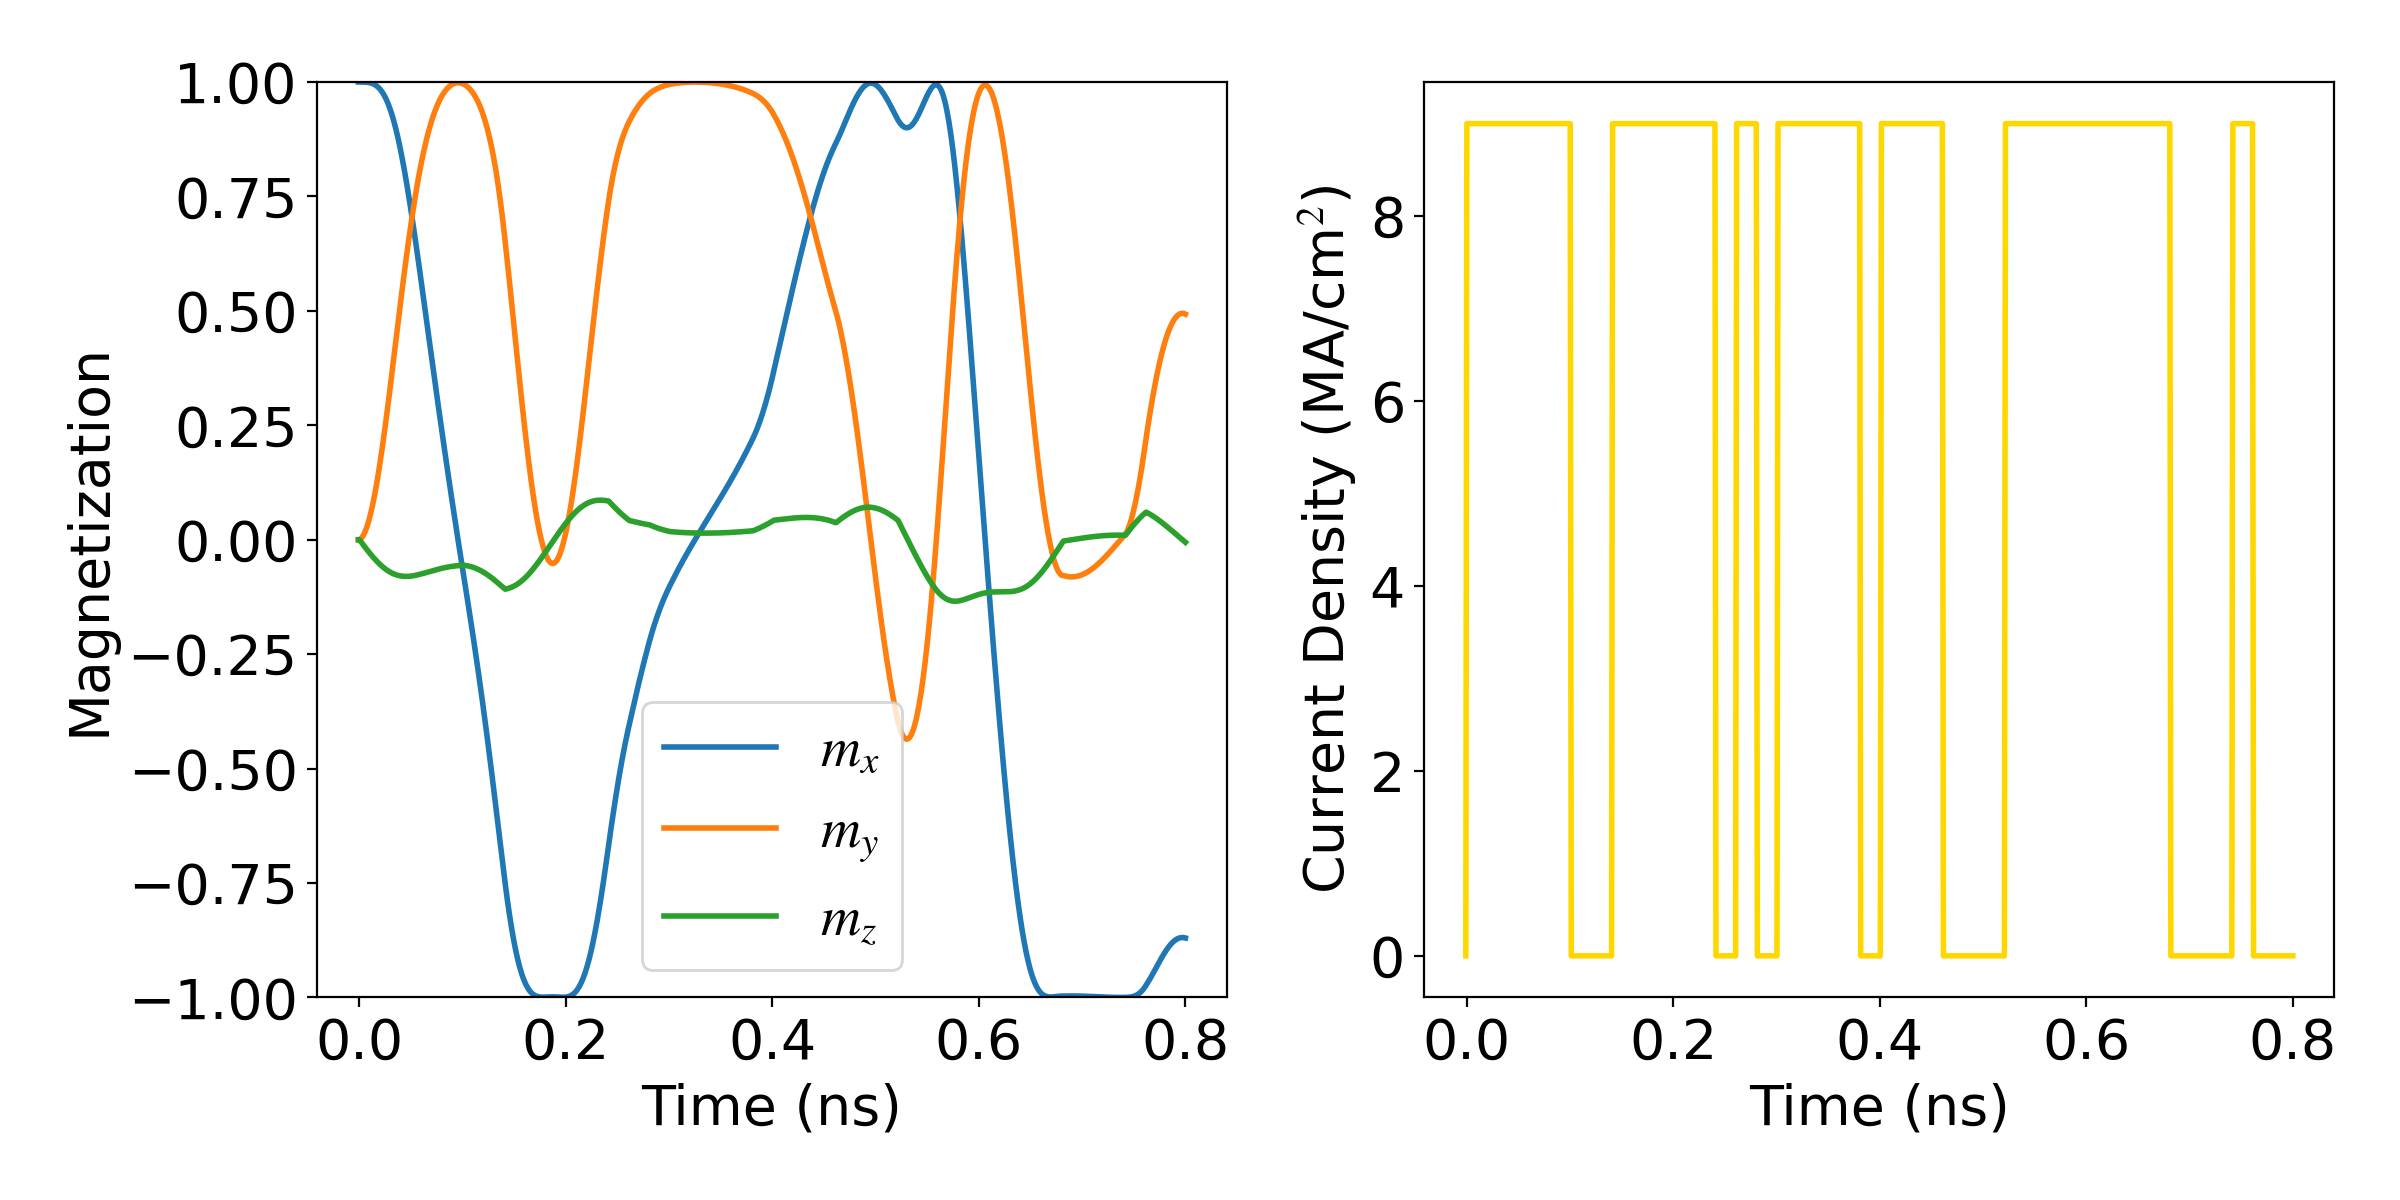 1.00
0.75
0.50
0.25
0.00
−0.25
−0.50
−0.75
−1.00
Magnetization
0.0 0.2 0.4 0.6 0.8
Time (ns)
m_x
m_y
m_z
8
6
4
2
0
Current Density (MA/cm²)
0.0 0.2 0.4 0.6 0.8
Time (ns)